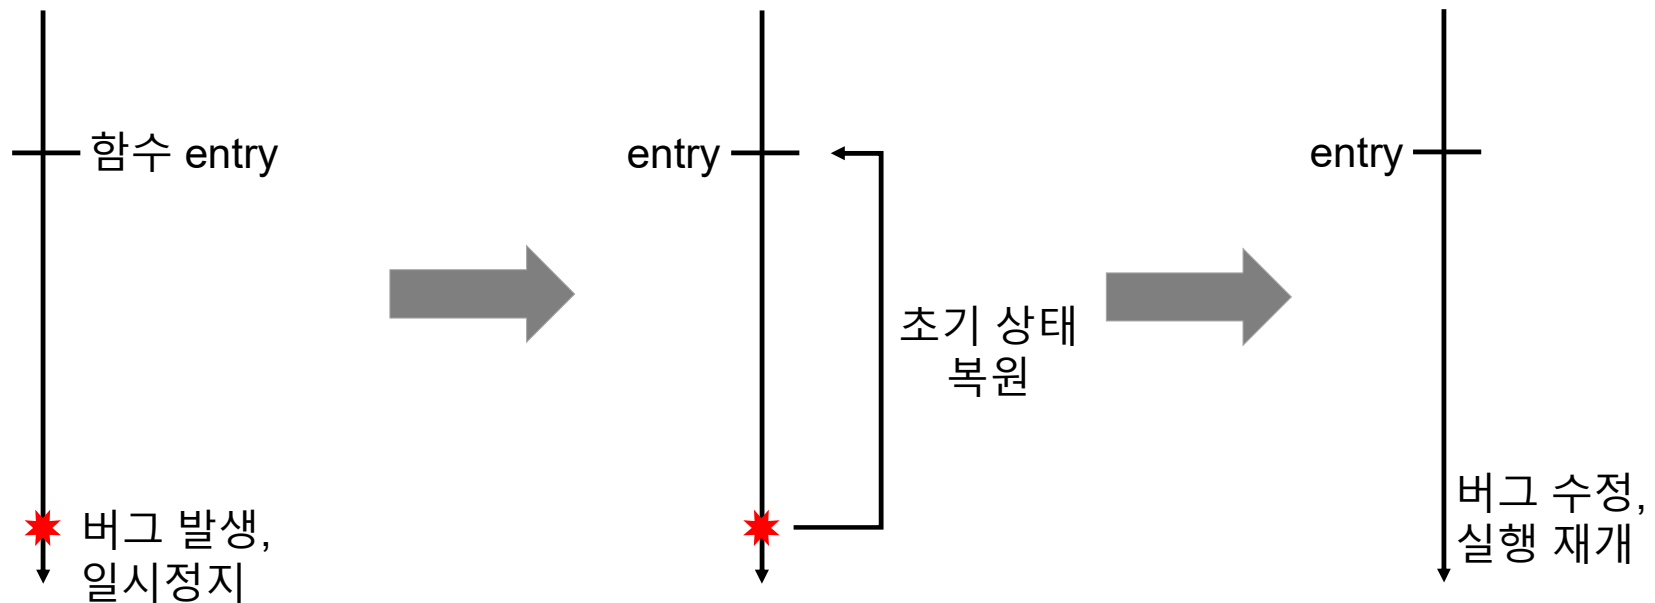 함수 entry
버그 발생,
일시정지
entry
초기 상태
복원
entry
버그 수정,
실행 재개